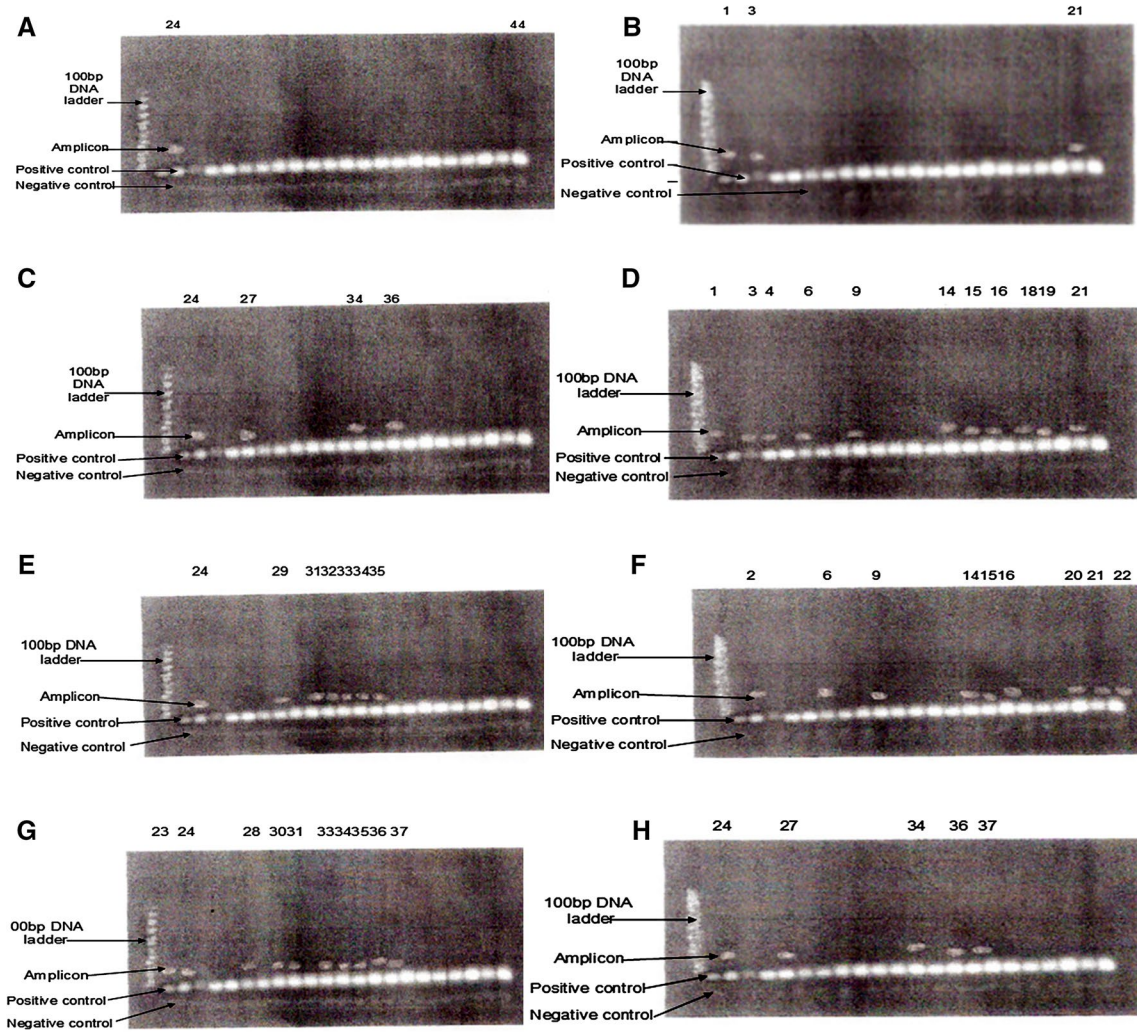 A
24 44
100bp
DNA
ladder
Amplicon
Positive control
Negative control
B
1 3 21
100bp
DNA
ladder
Amplicon
Positive control
Negative control
C
24 27 34 36
100bp
DNA
ladder
Amplicon
Positive control
Negative control
D
1 3 4 6 9 14 15 16 1819 21
100bp DNA
ladder
Amplicon
Positive control
Negative control
E
24 29 3132333435
100bp DNA
ladder
Amplicon
Positive control
Negative control
F
2 6 9 141516 20 21 22
100bp DNA
ladder
Amplicon
Positive control
Negative control
G
23 24 28 3031 33343536 37
00bp DNA
ladder
Amplicon
Positive control
Negative control
H
24 27 34 36 37
100bp DNA
ladder
Amplicon
Positive control
Negative control